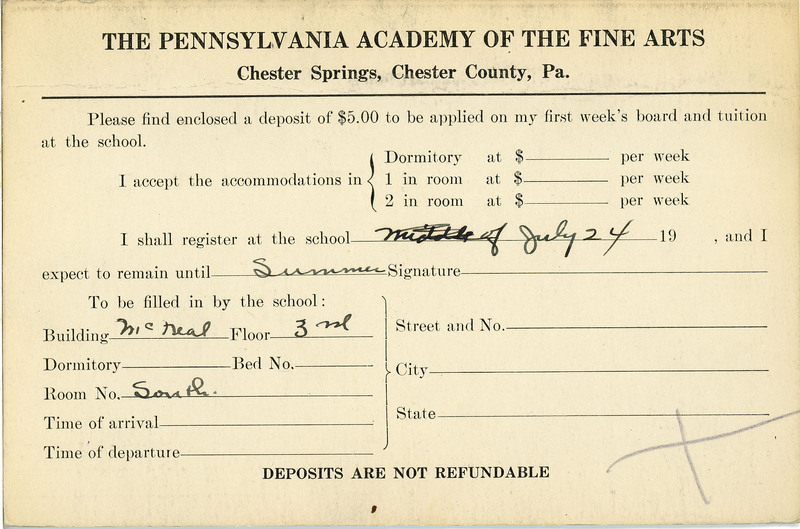 THE PENNSYLVANIA ACADEMY OF THE FINE ARTS
Chester Springs, Chester County, Pa.
Please find enclosed a deposit of $5.00 to be applied on my first week's board and tuition
at the school.
I accept the accommodations in
Dormitory at $ per week
1 in room at $ per week
2 in room at $ per week
I shall register at the school Middle of July 24 19 , and I
expect to remain until Summer Signature
To be filled in by the school:
Building McNeal Floor 3rd
Dormitory Bed No.
Room No. South.
Time of arrival
Time of departure
Street and No.
City
State
DEPOSITS ARE NOT REFUNDABLE